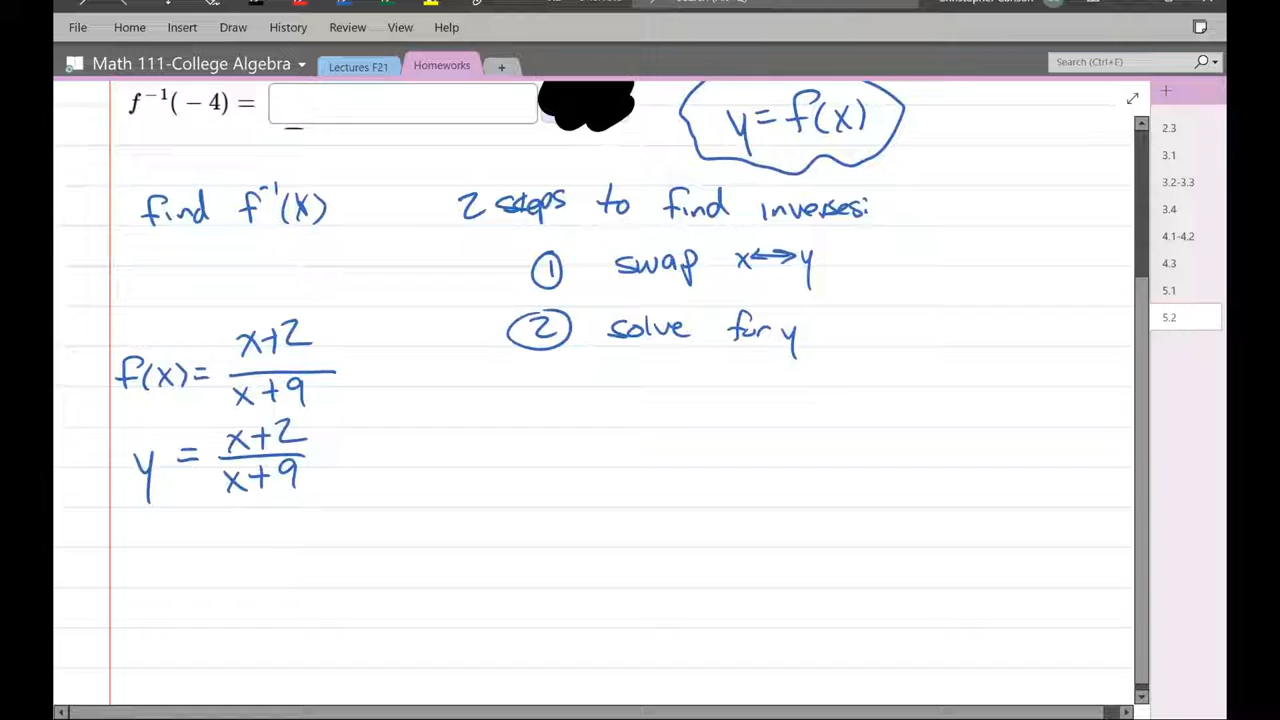 File Home Insert Draw History Review View Help
Math 111-College Algebra Lectures F21 Homeworks + Search (Ctrl+E)
f⁻¹(−4) =
y = f(x)
find f⁻¹(x)
2 steps to find inverses:
① swap x↔y
② solve for y
f(x) = x+2 / x+9
y = x+2 / x+9
+
2.3
3.1
3.2-3.3
3.4
4.1-4.2
4.3
5.1
5.2